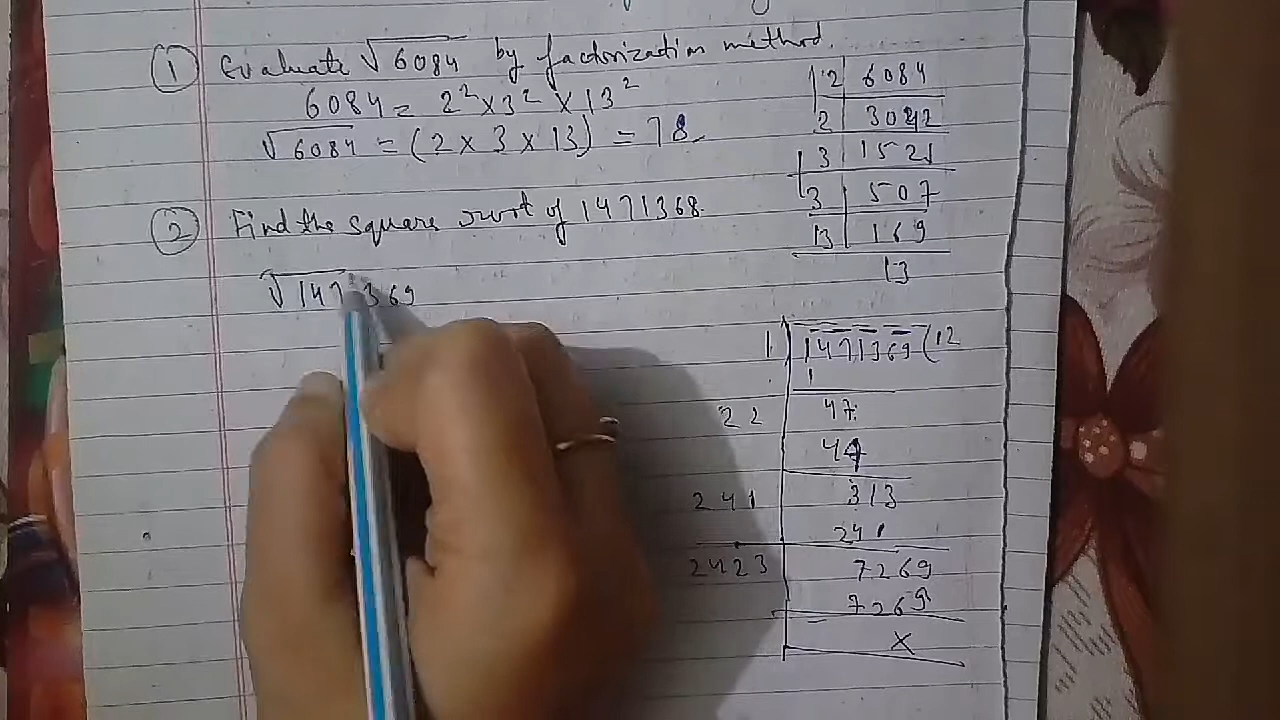 ① Evaluate √6084 by factorization method.
6084 = 2² × 3² × 13²
√6084 = (2 × 3 × 13) = 78
2 | 6084
2 | 3042
3 | 1521
3 | 507
13 | 169
13
② Find the square root of 1471368.
√1471369
1 | 1471369 ( 12
1
22 | 47
44
241 | 313
241
2423 | 7269
7269
x